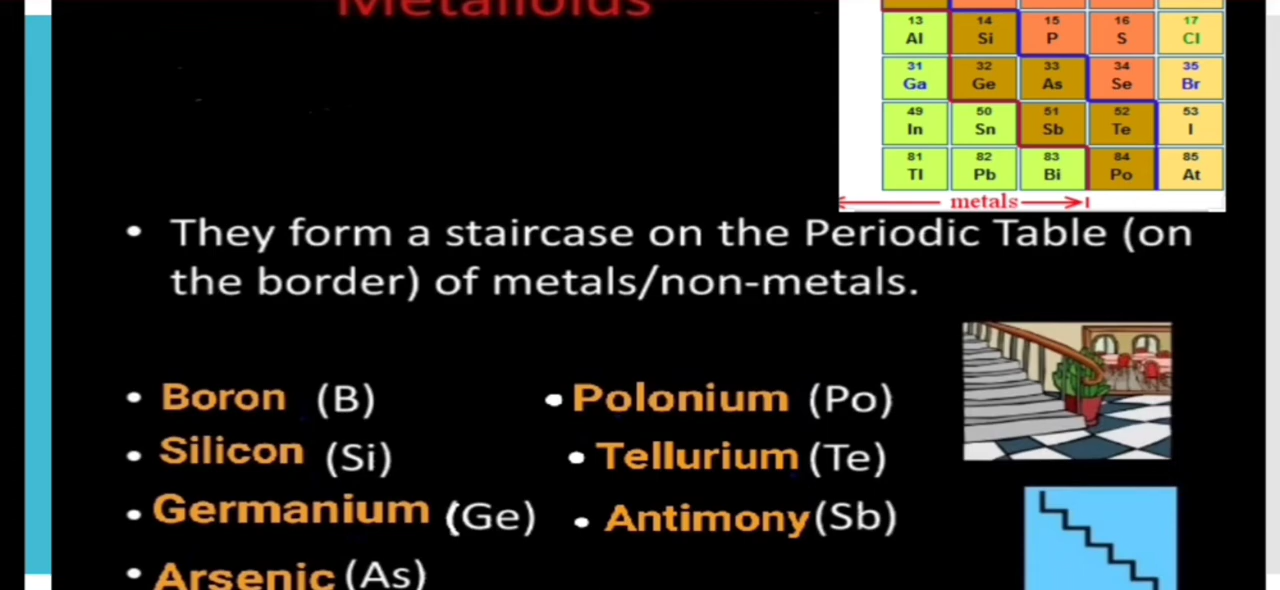 Metalloids
13 14 15 16 17
Al Si P S Cl
31 32 33 34 35
Ga Ge As Se Br
49 50 51 52 53
In Sn Sb Te I
81 82 83 84 85
Tl Pb Bi Po At
metals
• They form a staircase on the Periodic Table (on
the border) of metals/non-metals.
• Boron (B)
• Silicon (Si)
• Germanium (Ge)
• Arsenic (As)
• Polonium (Po)
• Tellurium (Te)
• Antimony (Sb)